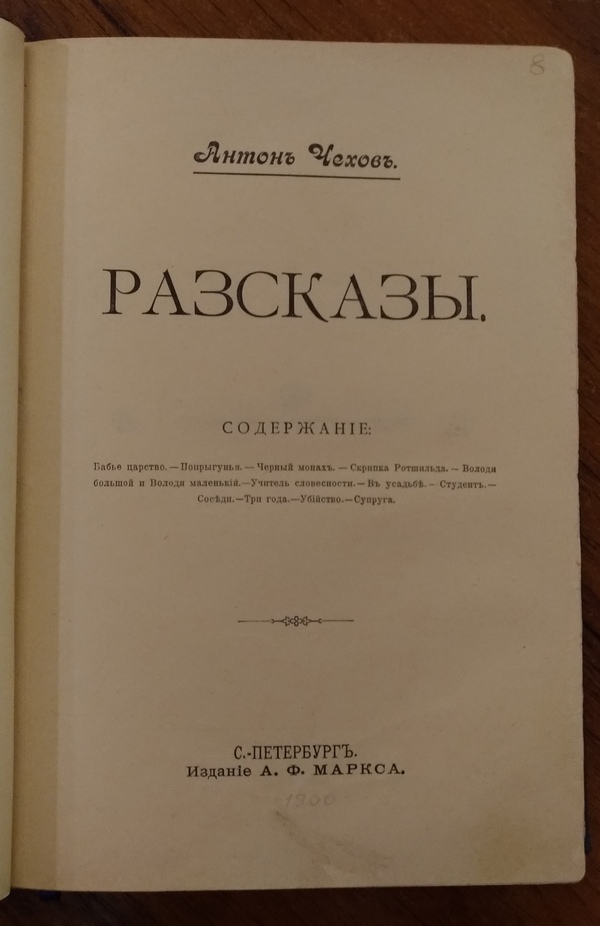 8
Антонъ Чеховъ.
РАЗСКАЗЫ.
СОДЕРЖАНІЕ:
Бабье царство.—Попрыгунья.—Черный монахъ.—Скрипка Ротшильда.—Володя
большой и Володя маленькій.—Учитель словесности.—Въ усадьбѣ.—Студентъ.—
Сосѣди.—Три года.—Убійство.—Супруга.
С.-ПЕТЕРБУРГЪ.
Изданіе А. Ф. МАРКСА.
1900